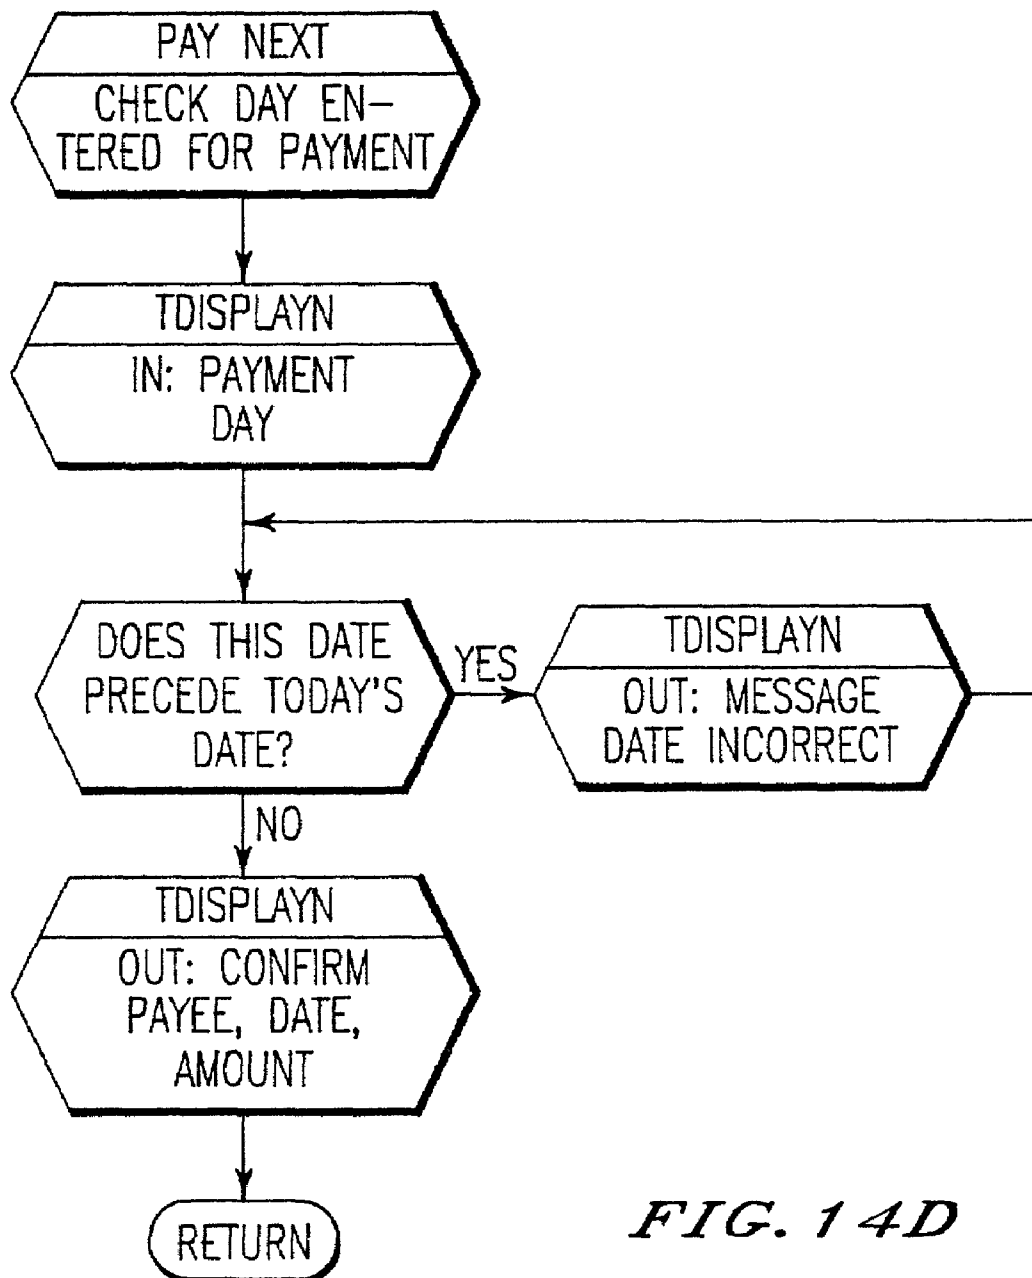 PAY NEXT
CHECK DAY EN-
TERED FOR PAYMENT
TDISPLAYN
IN: PAYMENT
DAY
DOES THIS DATE
PRECEDE TODAY'S
DATE?
YES
TDISPLAYN
OUT: MESSAGE
DATE INCORRECT
NO
TDISPLAYN
OUT: CONFIRM
PAYEE, DATE,
AMOUNT
RETURN
FIG. 14D